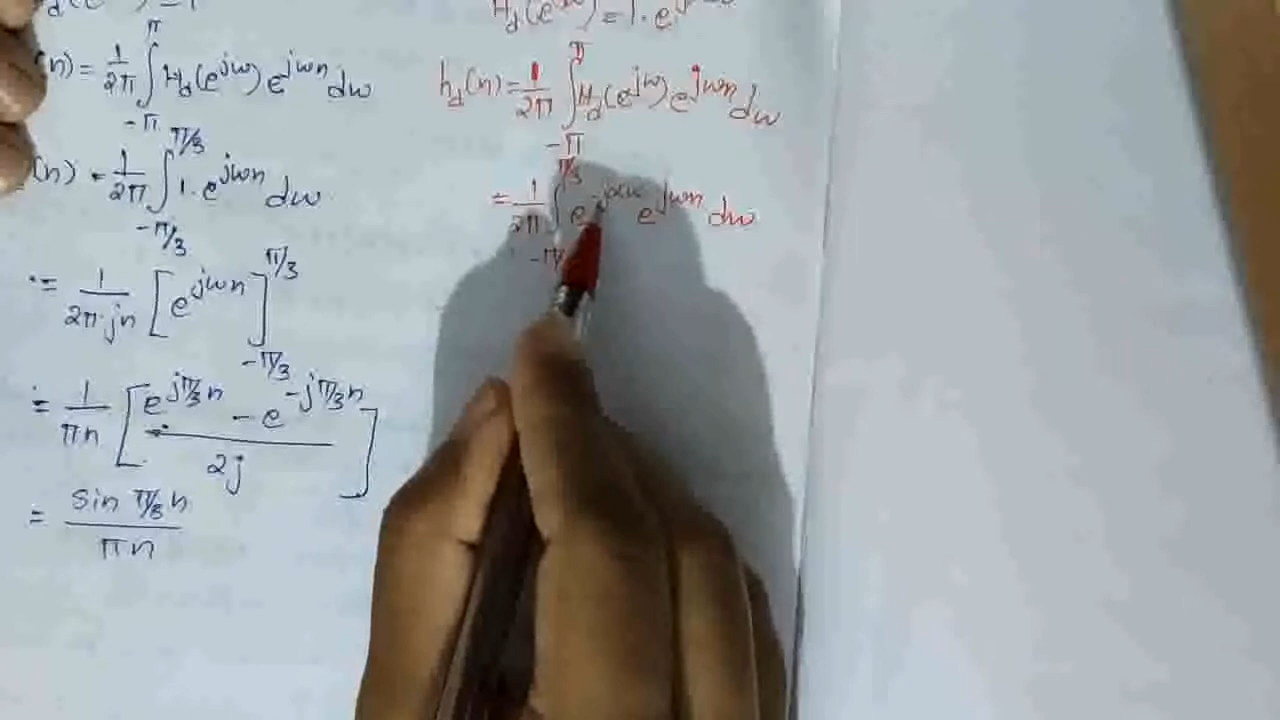 (n) = 1/2π ∫_{-π}^{π} H_d(e^{jω}) e^{jωn} dω
(n) = 1/2π ∫_{-π/3}^{π/3} 1. e^{jωn} dω
= 1/(2π.jn) [e^{jωn}]_{-π/3}^{π/3}
= 1/πn [(e^{jπ/3 n} - e^{-jπ/3 n})/2j]
= sin π/3 n / πn
H_d(e^{jω}) = 1. e^{j
h_d(n) = 1/2π ∫_{-π}^{π} H_d(e^{jω}) e^{jωn} dω
= 1/2π ∫_{-π/}^{π/3} e^{-jαω} e^{jωn} dω